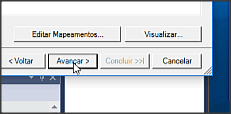 Editar Mapeamentos... Visualizar...
< Voltar Avançar > Concluir >>| Cancelar